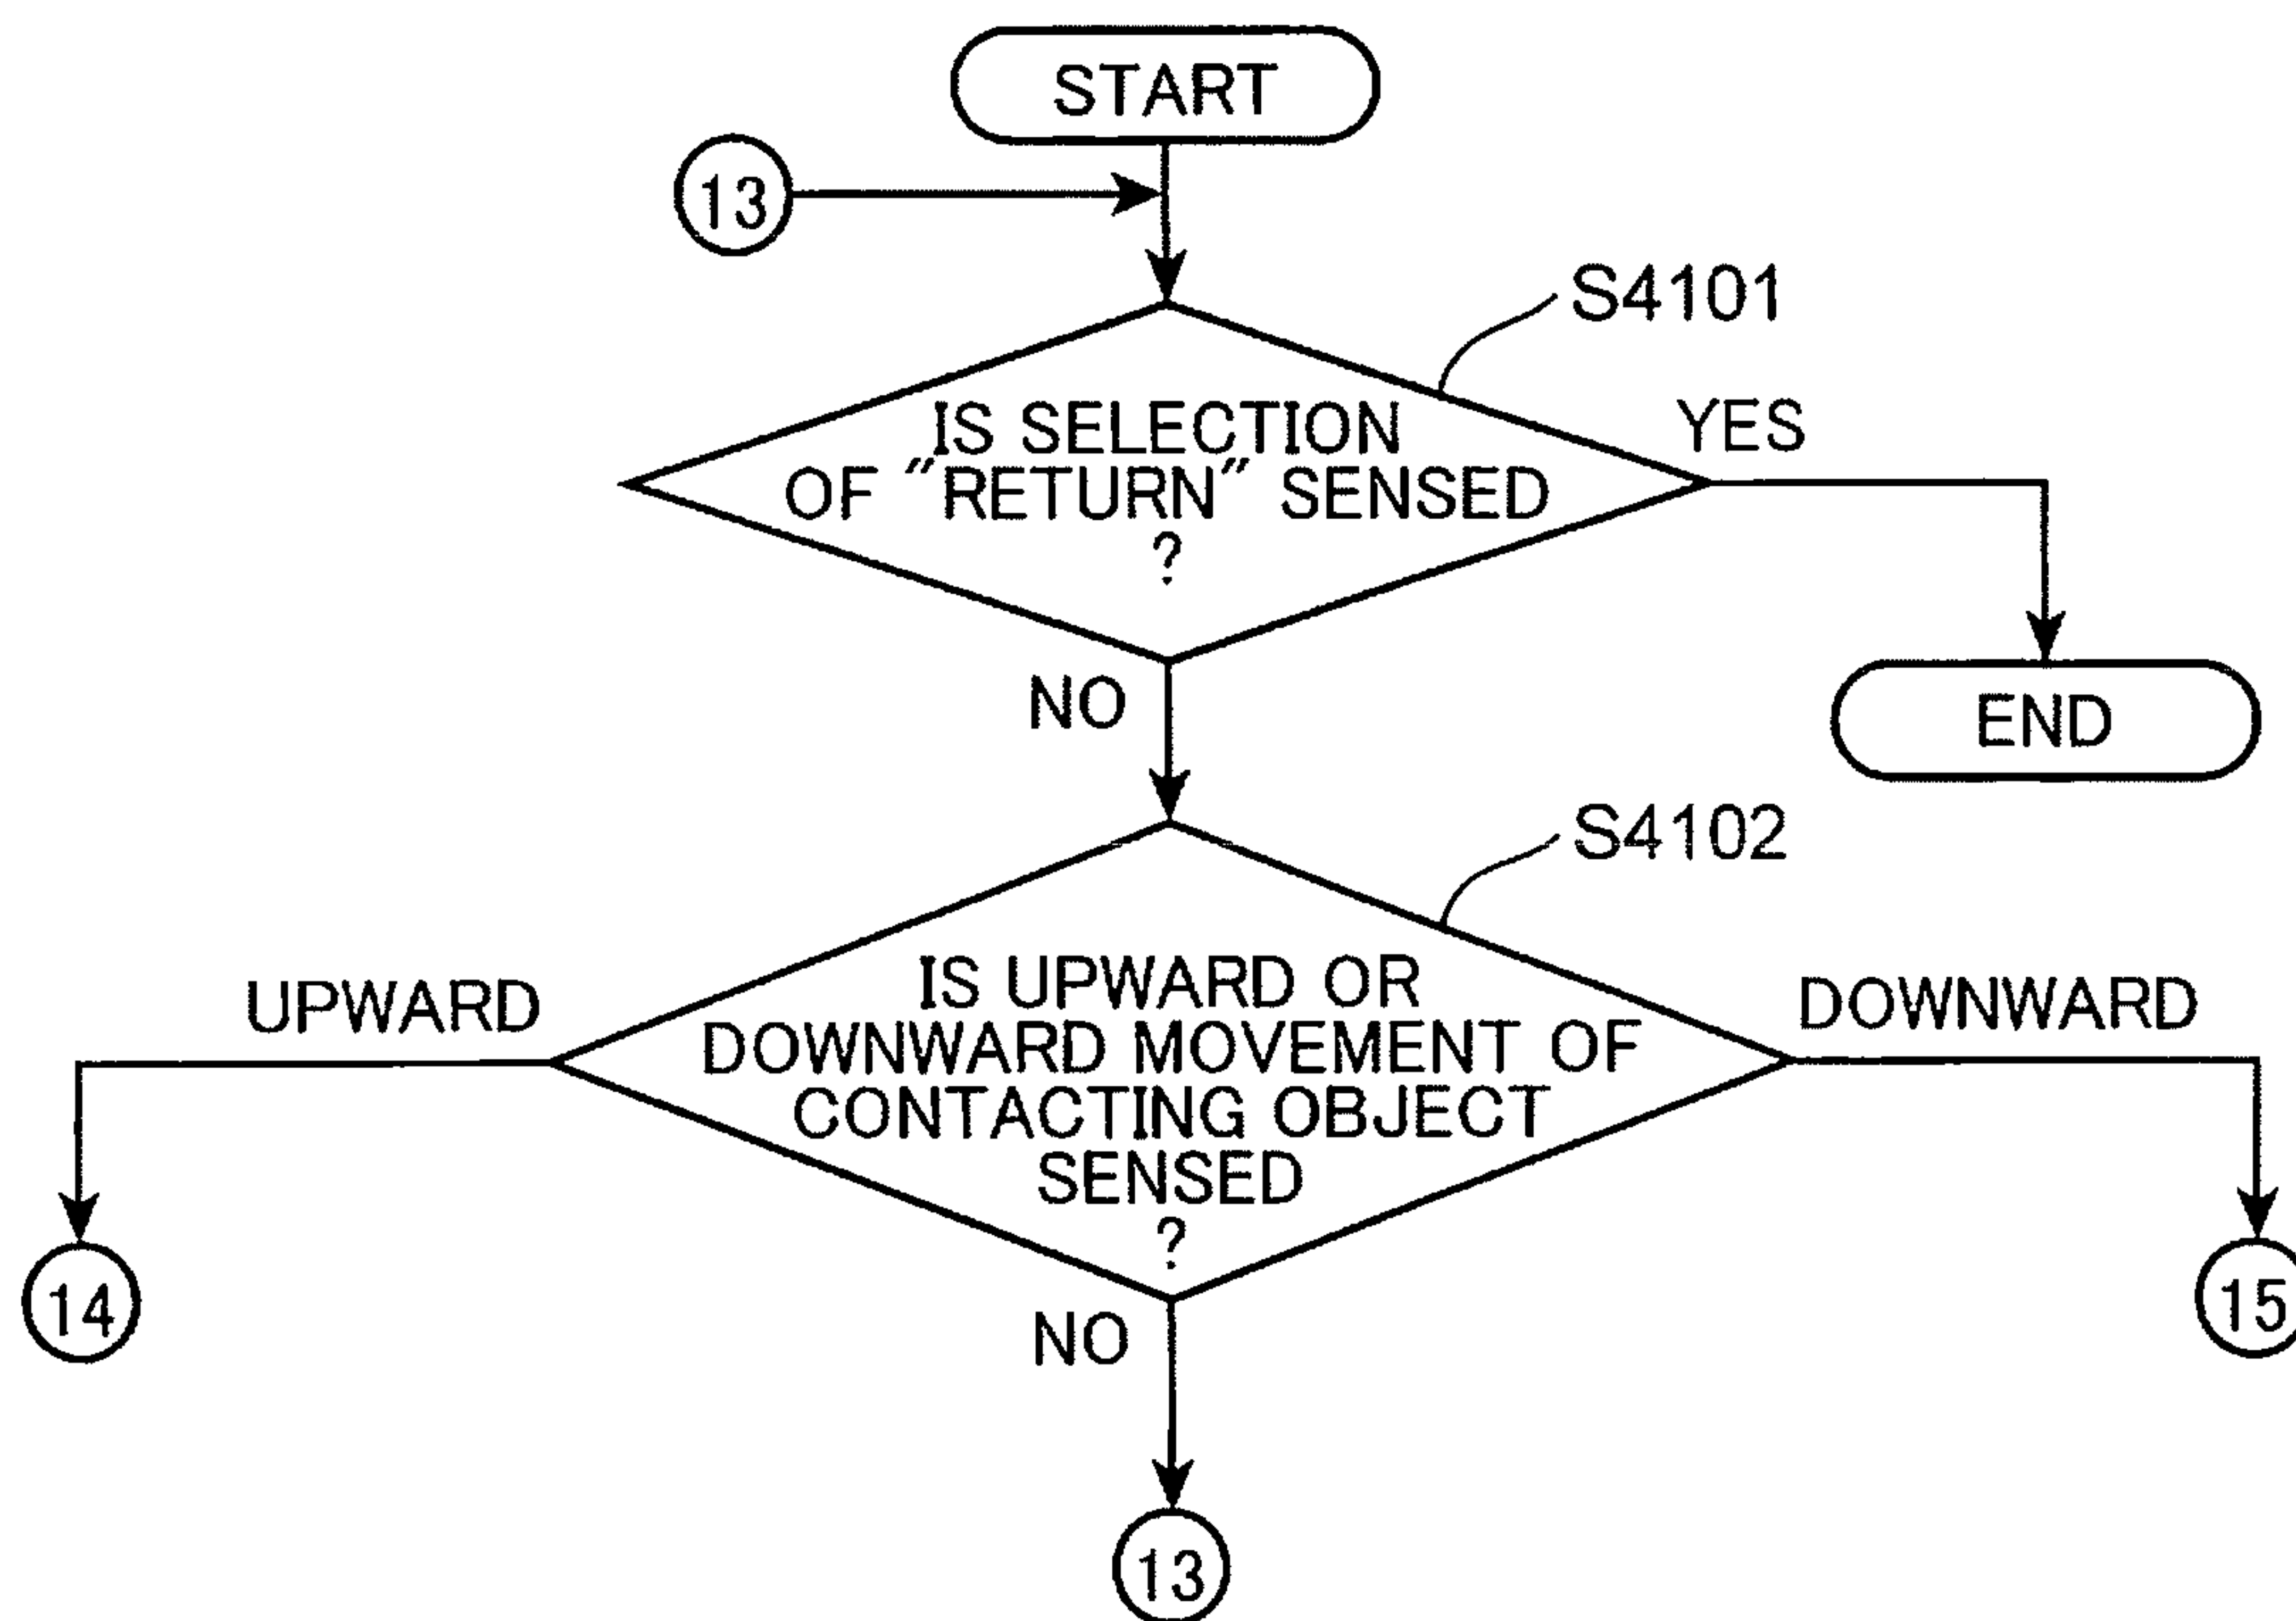 START
13
S4101
IS SELECTION
OF "RETURN" SENSED
?
YES
NO
END
S4102
IS UPWARD OR
DOWNWARD MOVEMENT OF
CONTACTING OBJECT
SENSED
?
UPWARD
DOWNWARD
14
15
NO
13